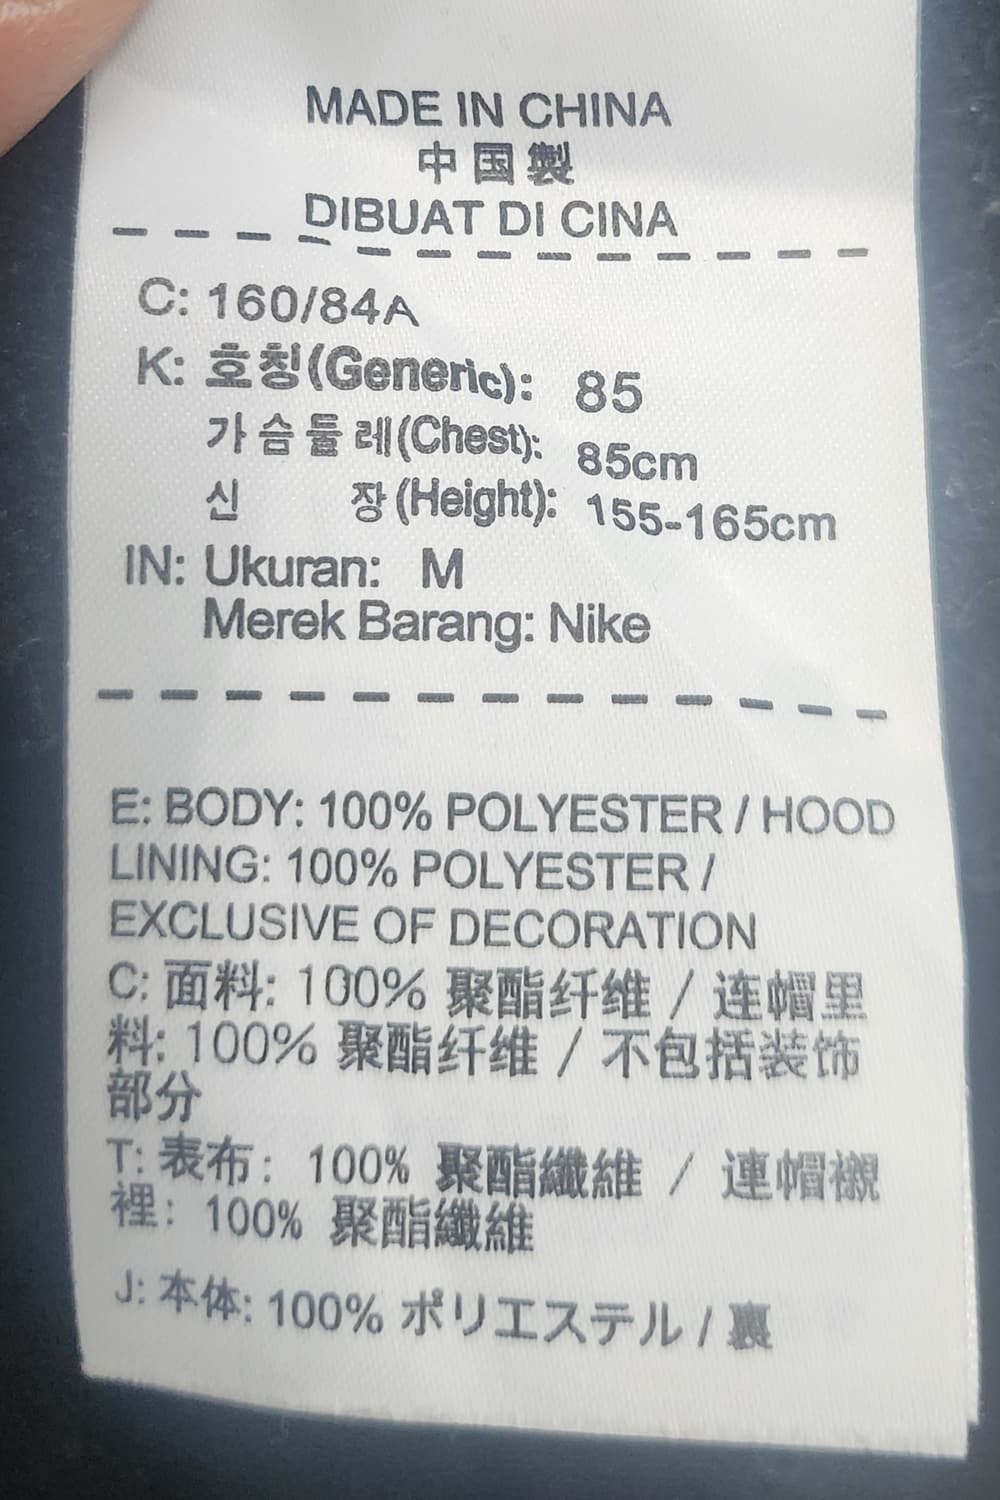 MADE IN CHINA
中国製
DIBUAT DI CINA
C: 160/84A
K: 호칭(Generic): 85
가슴둘레(Chest): 85cm
신 장(Height): 155-165cm
IN: Ukuran: M
Merek Barang: Nike
E: BODY: 100% POLYESTER / HOOD
LINING: 100% POLYESTER /
EXCLUSIVE OF DECORATION
C: 面料: 100% 聚酯纤维 / 连帽里
料: 100% 聚酯纤维 / 不包括装饰
部分
T: 表布: 100% 聚酯纖維 / 連帽襯
裡: 100% 聚酯纖維
J: 本体: 100% ポリエステル / 裏